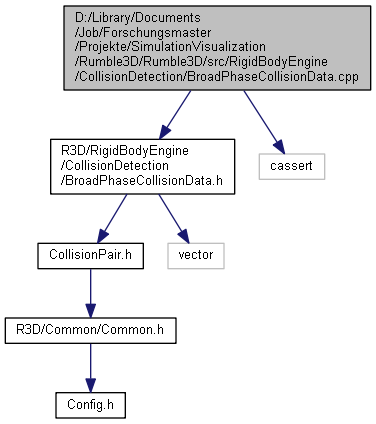 D:/Library/Documents
/Job/Forschungsmaster
/Projekte/SimulationVisualization
/Rumble3D/Rumble3D/src/RigidBodyEngine
/CollisionDetection/BroadPhaseCollisionData.cpp
R3D/RigidBodyEngine
/CollisionDetection
/BroadPhaseCollisionData.h
cassert
CollisionPair.h
vector
R3D/Common/Common.h
Config.h